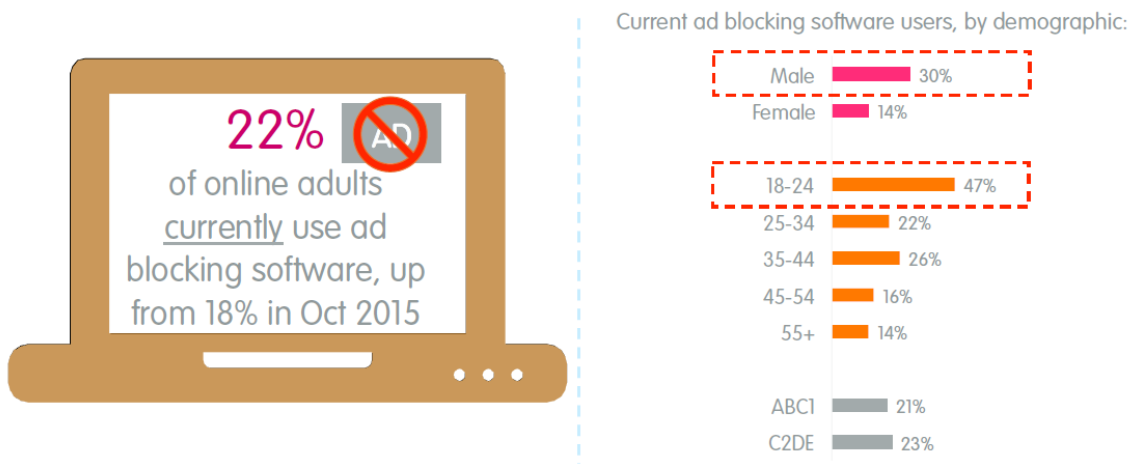 22% AD
of online adults
currently use ad
blocking software, up
from 18% in Oct 2015
Current ad blocking software users, by demographic:
Male 30%
Female 14%
18-24 47%
25-34 22%
35-44 26%
45-54 16%
55+ 14%
ABC1 21%
C2DE 23%